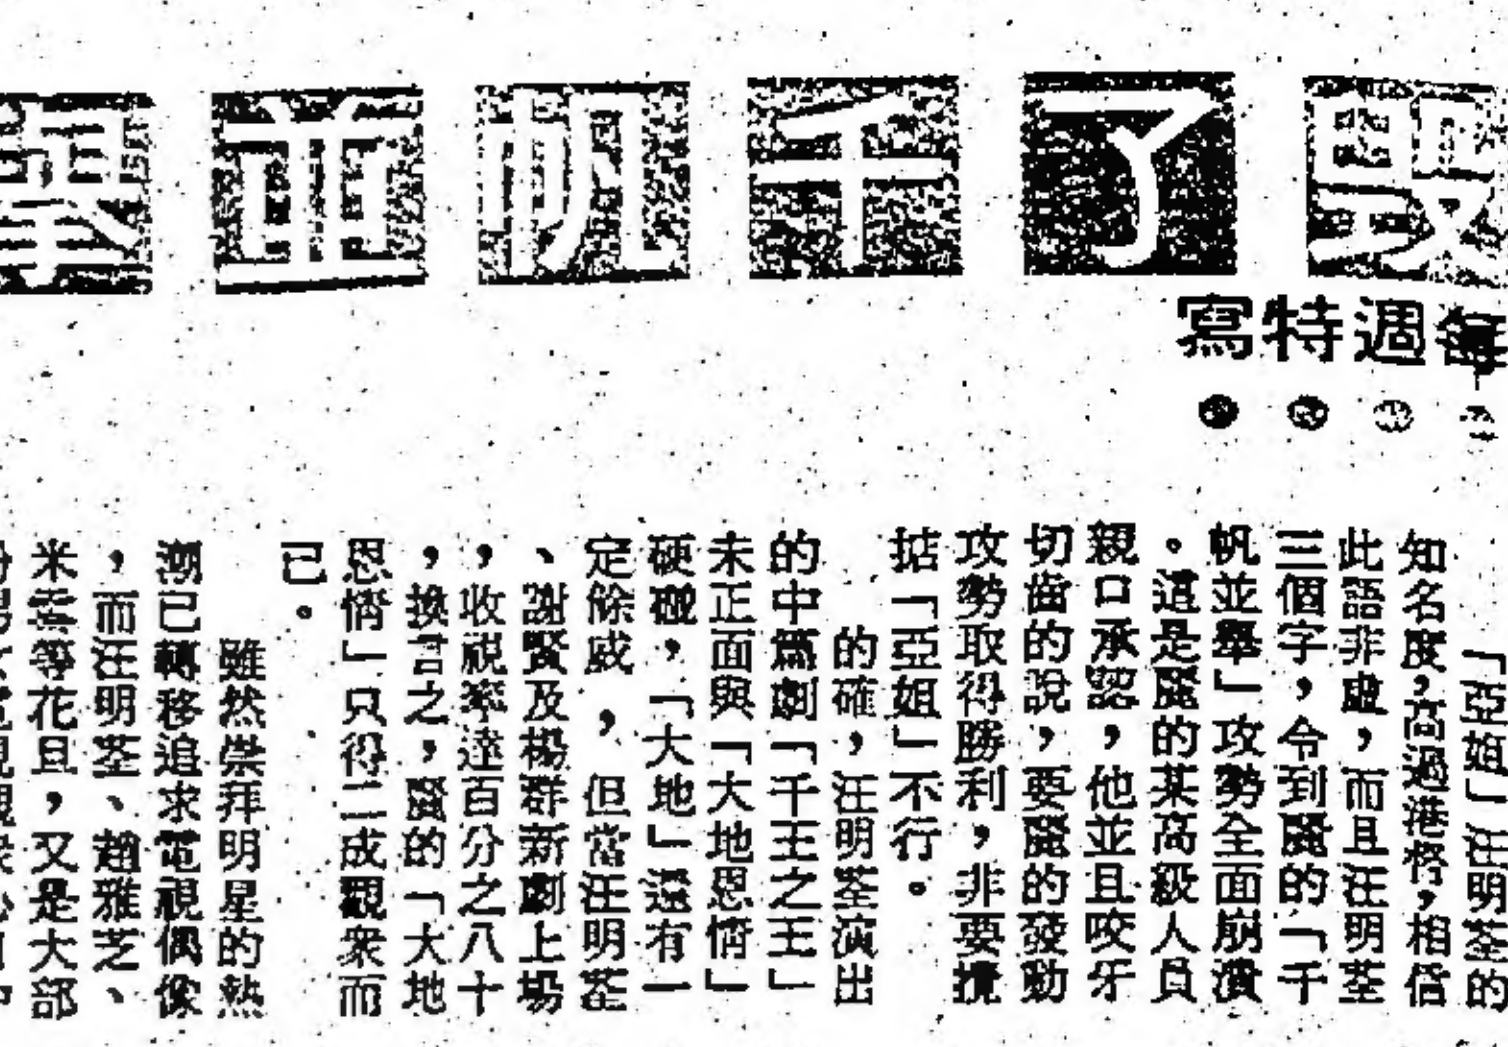 毀了千帆並舉
每週特寫
「亞姐」汪明荃的
知名度，高過港督，相信
此語非虛，而且汪明荃
三個字，令到麗的「千
帆並舉」攻勢全面崩潰
。這是麗的某高級人員
親口承認，他並且咬牙
切齒的說，要麗的發動
攻勢取得勝利，非要攪
掂「亞姐」不行。
的確，汪明荃演出
的中篇劇「千王之王」
未正面與「大地恩情」
硬碰，「大地」還有一
定餘威，但當汪明荃
、謝賢及楊群新劇上場
，收視率達百分之八十
，換言之，麗的「大地
恩情」只得二成觀衆而
已。
雖然崇拜明星的熱
潮已轉移追求電視偶像
，而汪明荃、趙雅芝、
米雪等花旦，又是大部